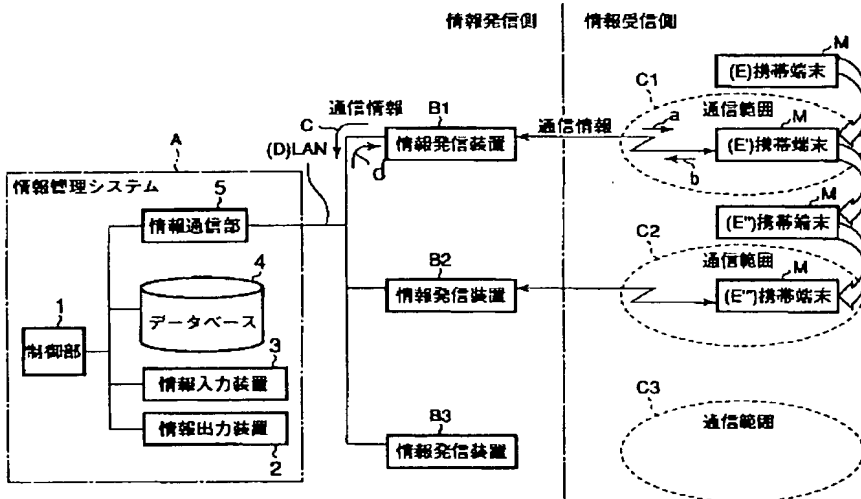 情報発信側
情報受信側
M
(E)携帯端末
C1
通信範囲
a
M
(E')携帯端末
b
通信情報
B1
情報発信装置
通信情報
C
d
(D)LAN
A
情報管理システム
5
情報通信部
4
データベース
1
制御部
3
情報入力装置
情報出力装置
2
M
(E'')携帯端末
C2
通信範囲
M
(E''')携帯端末
B2
情報発信装置
B3
情報発信装置
C3
通信範囲